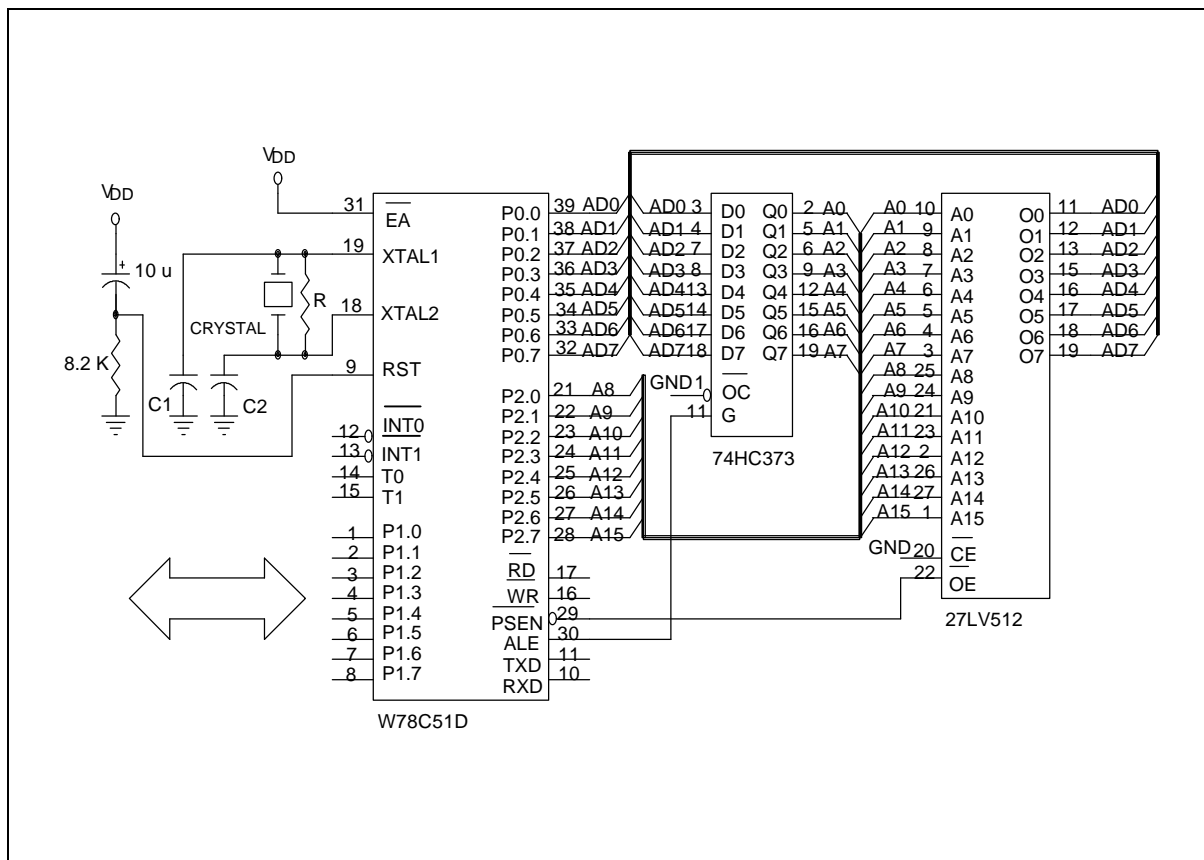 VDD
VDD
10 u
8.2 K
C1
C2
CRYSTAL
R
31 EA
19 XTAL1
18 XTAL2
9 RST
12 INT0
13 INT1
14 T0
15 T1
1 P1.0
2 P1.1
3 P1.2
4 P1.3
5 P1.4
6 P1.5
7 P1.6
8 P1.7
P0.0 39 AD0
P0.1 38 AD1
P0.2 37 AD2
P0.3 36 AD3
P0.4 35 AD4
P0.5 34 AD5
P0.6 33 AD6
P0.7 32 AD7
P2.0 21 A8
P2.1 22 A9
P2.2 23 A10
P2.3 24 A11
P2.4 25 A12
P2.5 26 A13
P2.6 27 A14
P2.7 28 A15
RD 17
WR 16
PSEN 29
ALE 30
TXD 11
RXD 10
W78C51D
AD0 3 D0 Q0 2 A0
AD1 4 D1 Q1 5 A1
AD2 7 D2 Q2 6 A2
AD3 8 D3 Q3 9 A3
AD4 13 D4 Q4 12 A4
AD5 14 D5 Q5 15 A5
AD6 17 D6 Q6 16 A6
AD7 18 D7 Q7 19 A7
GND 1 OC
11 G
74HC373
A0 10 A0 O0 11 AD0
A1 9 A1 O1 12 AD1
A2 8 A2 O2 13 AD2
A3 7 A3 O3 15 AD3
A4 6 A4 O4 16 AD4
A5 5 A5 O5 17 AD5
A6 4 A6 O6 18 AD6
A7 3 A7 O7 19 AD7
A8 25 A8
A9 24 A9
A10 21 A10
A11 23 A11
A12 2 A12
A13 26 A13
A14 27 A14
A15 1 A15
GND 20 CE
22 OE
27LV512